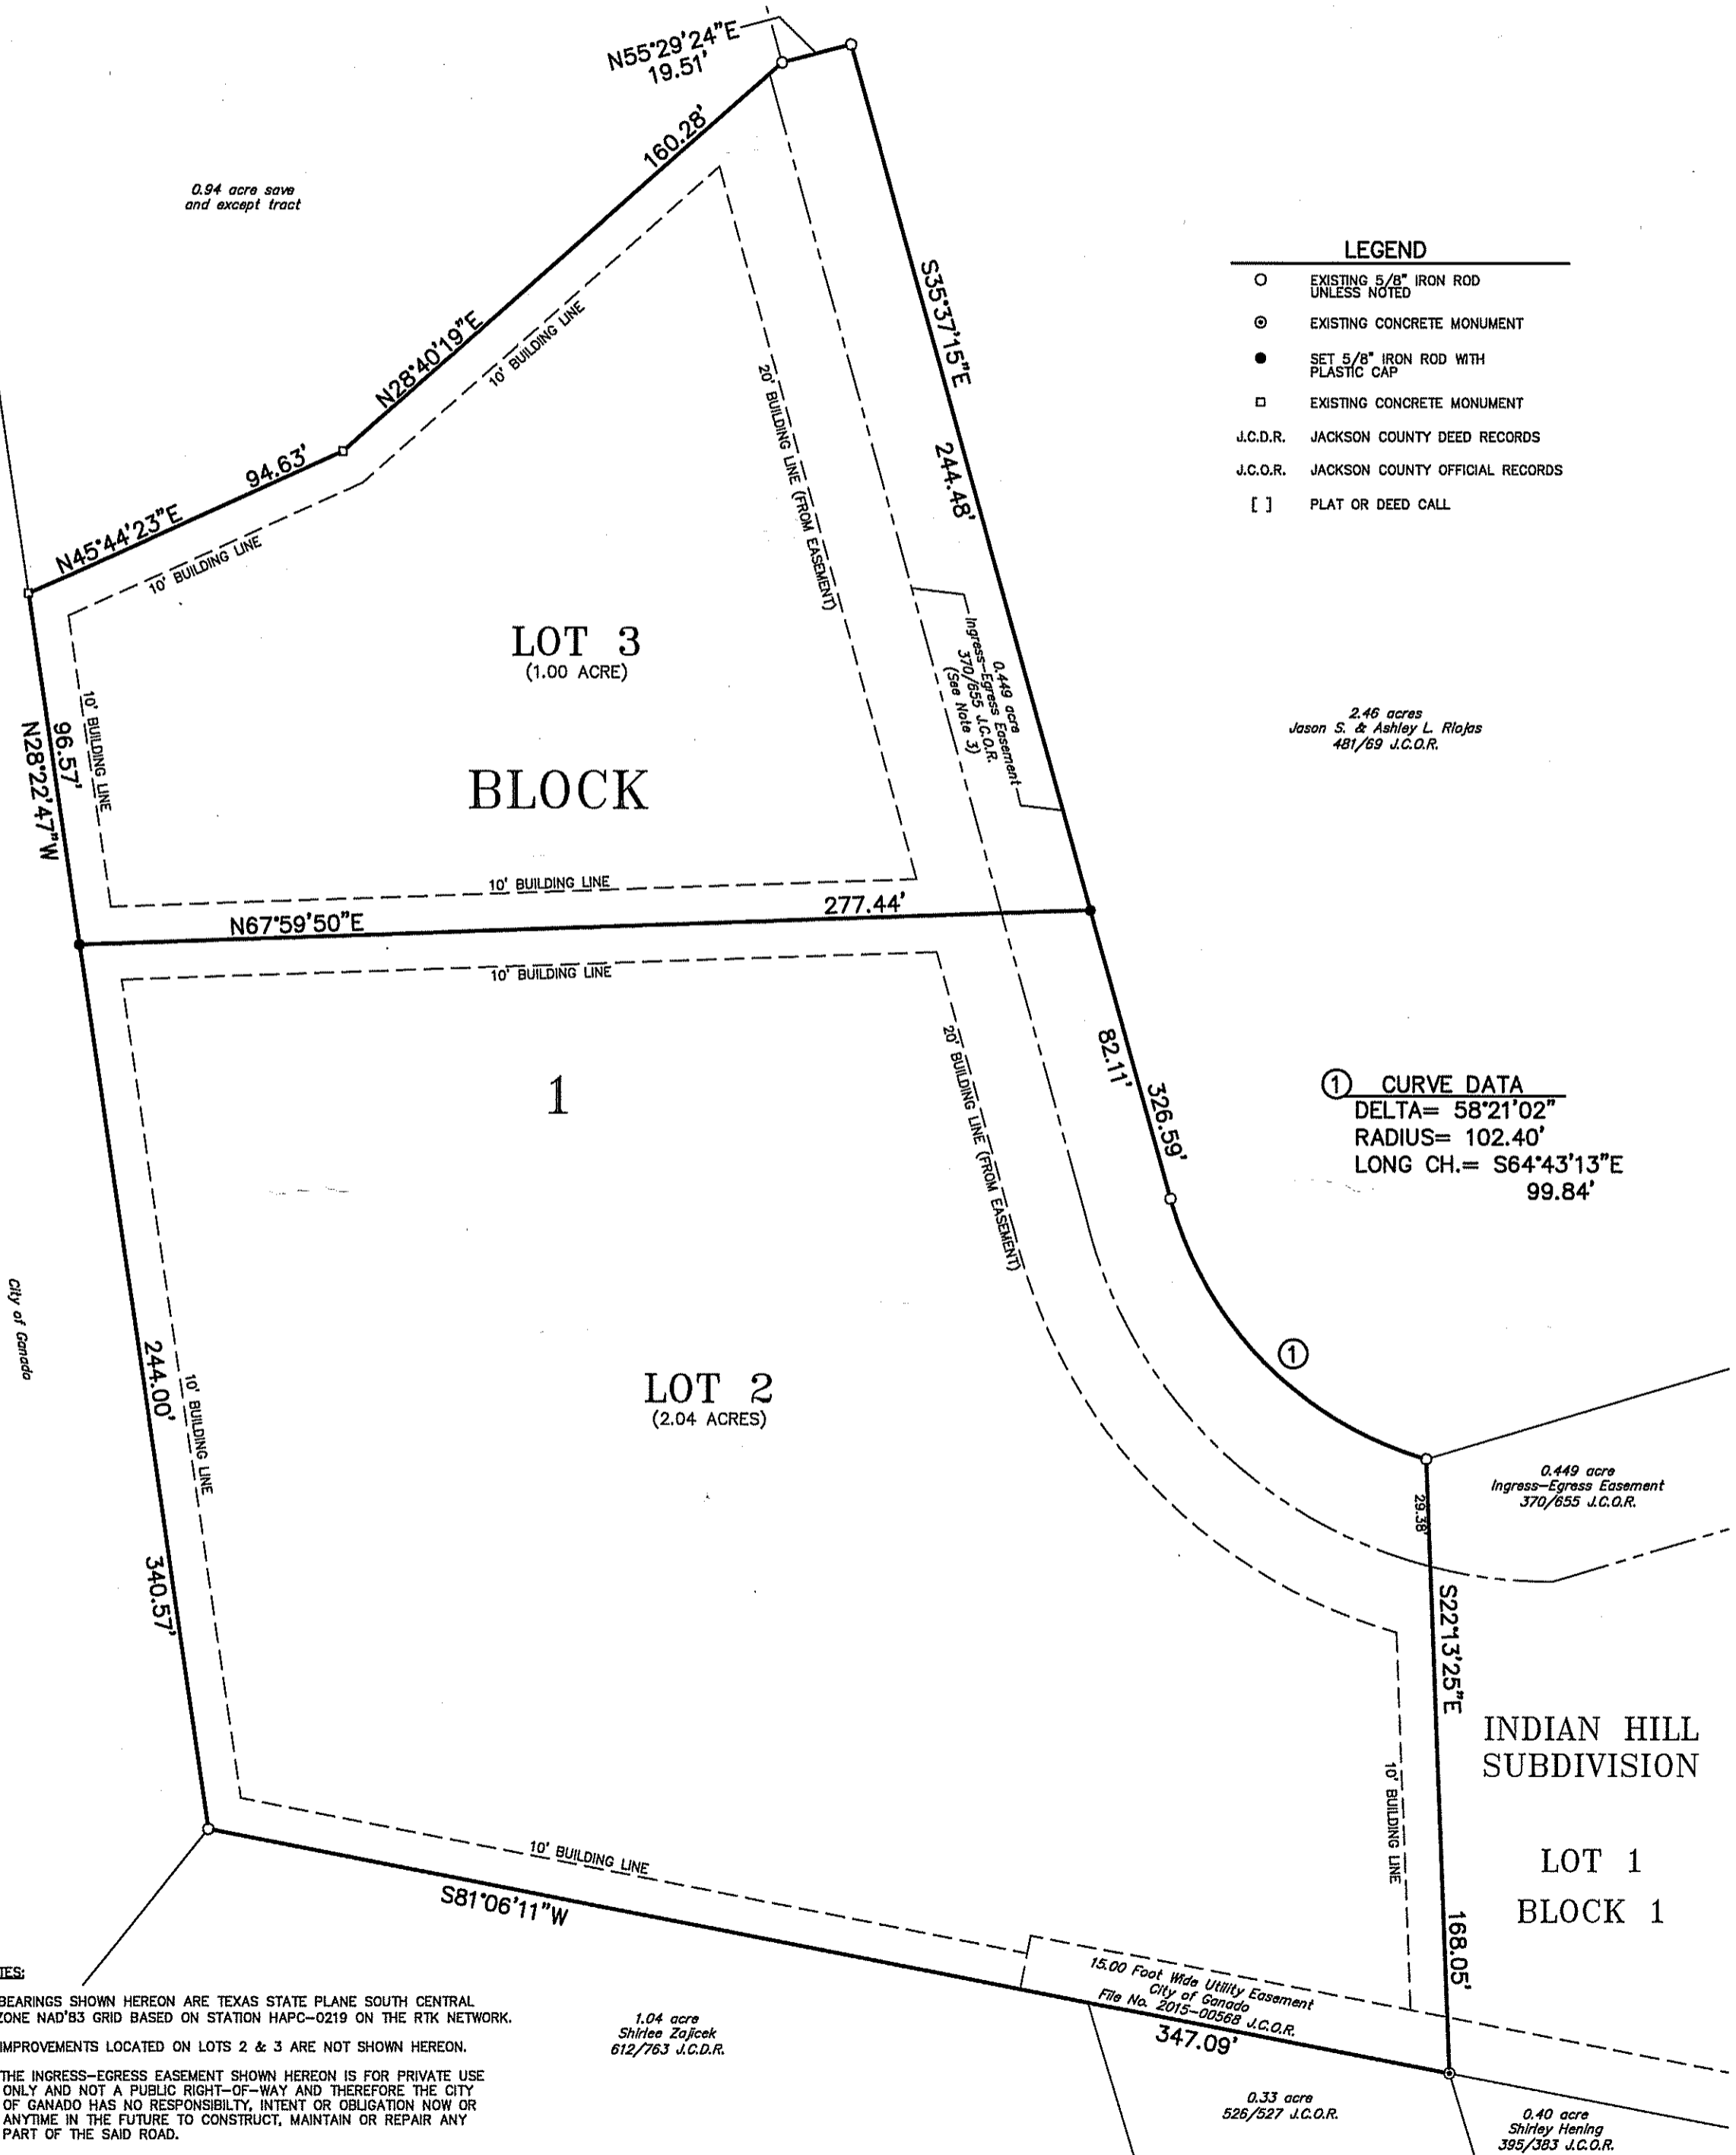 N55°29'24"E
19.51'
160.28'
0.94 acre save
and except tract
N28°40'19"E
10' BUILDING LINE
94.63'
N45°44'23"E
10' BUILDING LINE
S35°37'15"E
244.48'
20' BUILDING LINE (FROM EASEMENT)
LEGEND
EXISTING 5/8" IRON ROD
UNLESS NOTED
EXISTING CONCRETE MONUMENT
SET 5/8" IRON ROD WITH
PLASTIC CAP
EXISTING CONCRETE MONUMENT
J.C.D.R. JACKSON COUNTY DEED RECORDS
J.C.O.R. JACKSON COUNTY OFFICIAL RECORDS
[ ] PLAT OR DEED CALL
LOT 3
(1.00 ACRE)
0.449 acre
Ingress-Egress Easement
370/655 J.C.O.R.
(See Note 3)
2.46 acres
Jason S. & Ashley L. Riojas
481/69 J.C.O.R.
10' BUILDING LINE
96.57'
N28°22'47"W
BLOCK
10' BUILDING LINE
N67°59'50"E
277.44'
10' BUILDING LINE
1
20' BUILDING LINE (FROM EASEMENT)
82.11'
326.59'
1 CURVE DATA
DELTA= 58°21'02"
RADIUS= 102.40'
LONG CH.= S64°43'13"E
99.84'
City of Ganado
244.00'
10' BUILDING LINE
340.57'
LOT 2
(2.04 ACRES)
1
29.38'
0.449 acre
Ingress-Egress Easement
370/655 J.C.O.R.
S22°13'25"E
10' BUILDING LINE
168.05'
INDIAN HILL
SUBDIVISION
LOT 1
BLOCK 1
10' BUILDING LINE
S81°06'11"W
15.00 Foot Wide Utility Easement
City of Ganado
File No. 2015-00568 J.C.O.R.
347.09'
TES:
BEARINGS SHOWN HEREON ARE TEXAS STATE PLANE SOUTH CENTRAL
ZONE NAD'83 GRID BASED ON STATION HAPC-0219 ON THE RTK NETWORK.
IMPROVEMENTS LOCATED ON LOTS 2 & 3 ARE NOT SHOWN HEREON.
THE INGRESS-EGRESS EASEMENT SHOWN HEREON IS FOR PRIVATE USE
ONLY AND NOT A PUBLIC RIGHT-OF-WAY AND THEREFORE THE CITY
OF GANADO HAS NO RESPONSIBILTY, INTENT OR OBLIGATION NOW OR
ANYTIME IN THE FUTURE TO CONSTRUCT, MAINTAIN OR REPAIR ANY
PART OF THE SAID ROAD.
1.04 acre
Shirlee Zajicek
612/763 J.C.D.R.
0.33 acre
526/527 J.C.O.R.
0.40 acre
Shirley Hening
395/383 J.C.O.R.